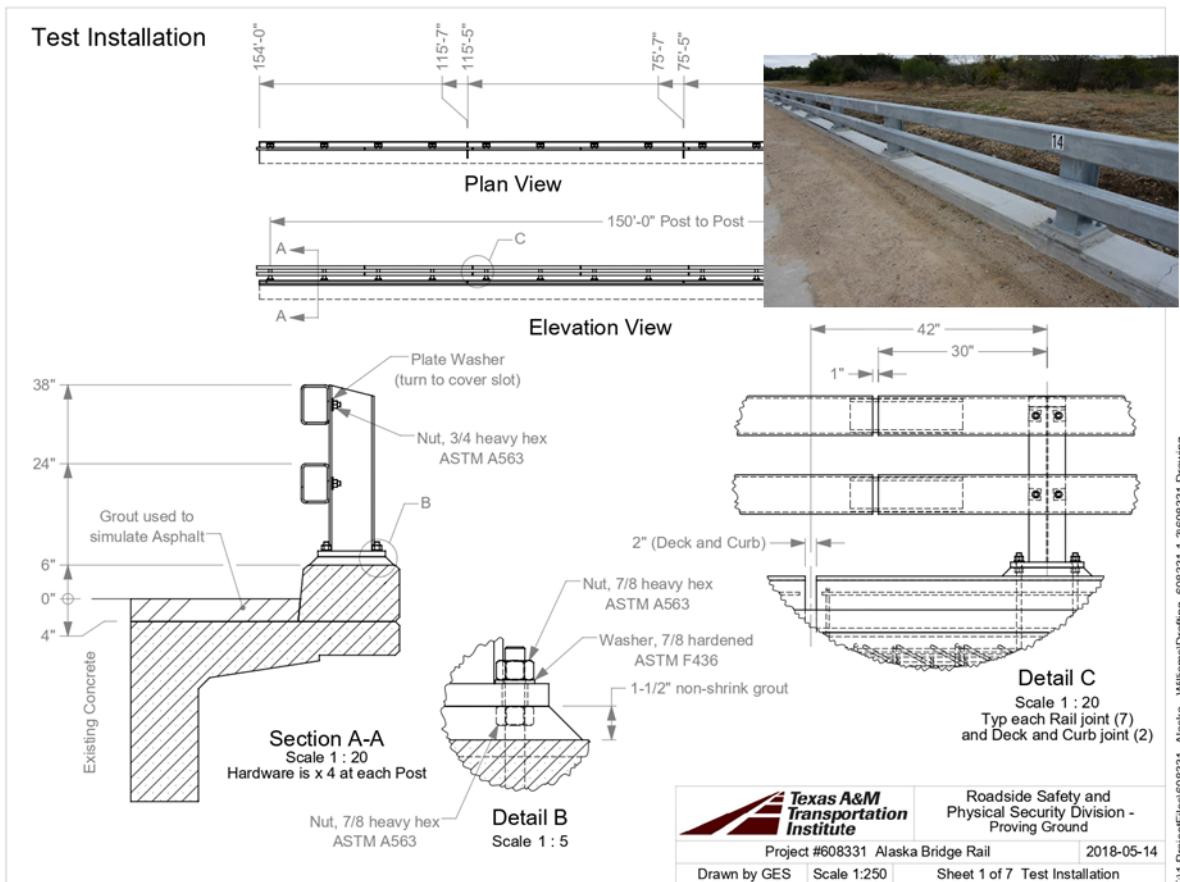 Test Installation
154'-0"
115'-7"
115'-5"
75'-7"
75'-5"
Plan View
14
150'-0" Post to Post
A
C
A
Elevation View
42"
30"
1"
38"
24"
6"
0"
4"
Plate Washer
(turn to cover slot)
Nut, 3/4 heavy hex
ASTM A563
B
Grout used to
simulate Asphalt
Existing Concrete
2" (Deck and Curb)
Nut, 7/8 heavy hex
ASTM A563
Washer, 7/8 hardened
ASTM F436
1-1/2" non-shrink grout
Section A-A
Scale 1 : 20
Hardware is x 4 at each Post
Nut, 7/8 heavy hex
ASTM A563
Detail B
Scale 1 : 5
Detail C
Scale 1 : 20
Typ each Rail joint (7)
and Deck and Curb joint (2)
Texas A&M
Transportation
Institute
Roadside Safety and
Physical Security Division -
Proving Ground
Project #608331 Alaska Bridge Rail
2018-05-14
Drawn by GES
Scale 1:250
Sheet 1 of 7 Test Installation